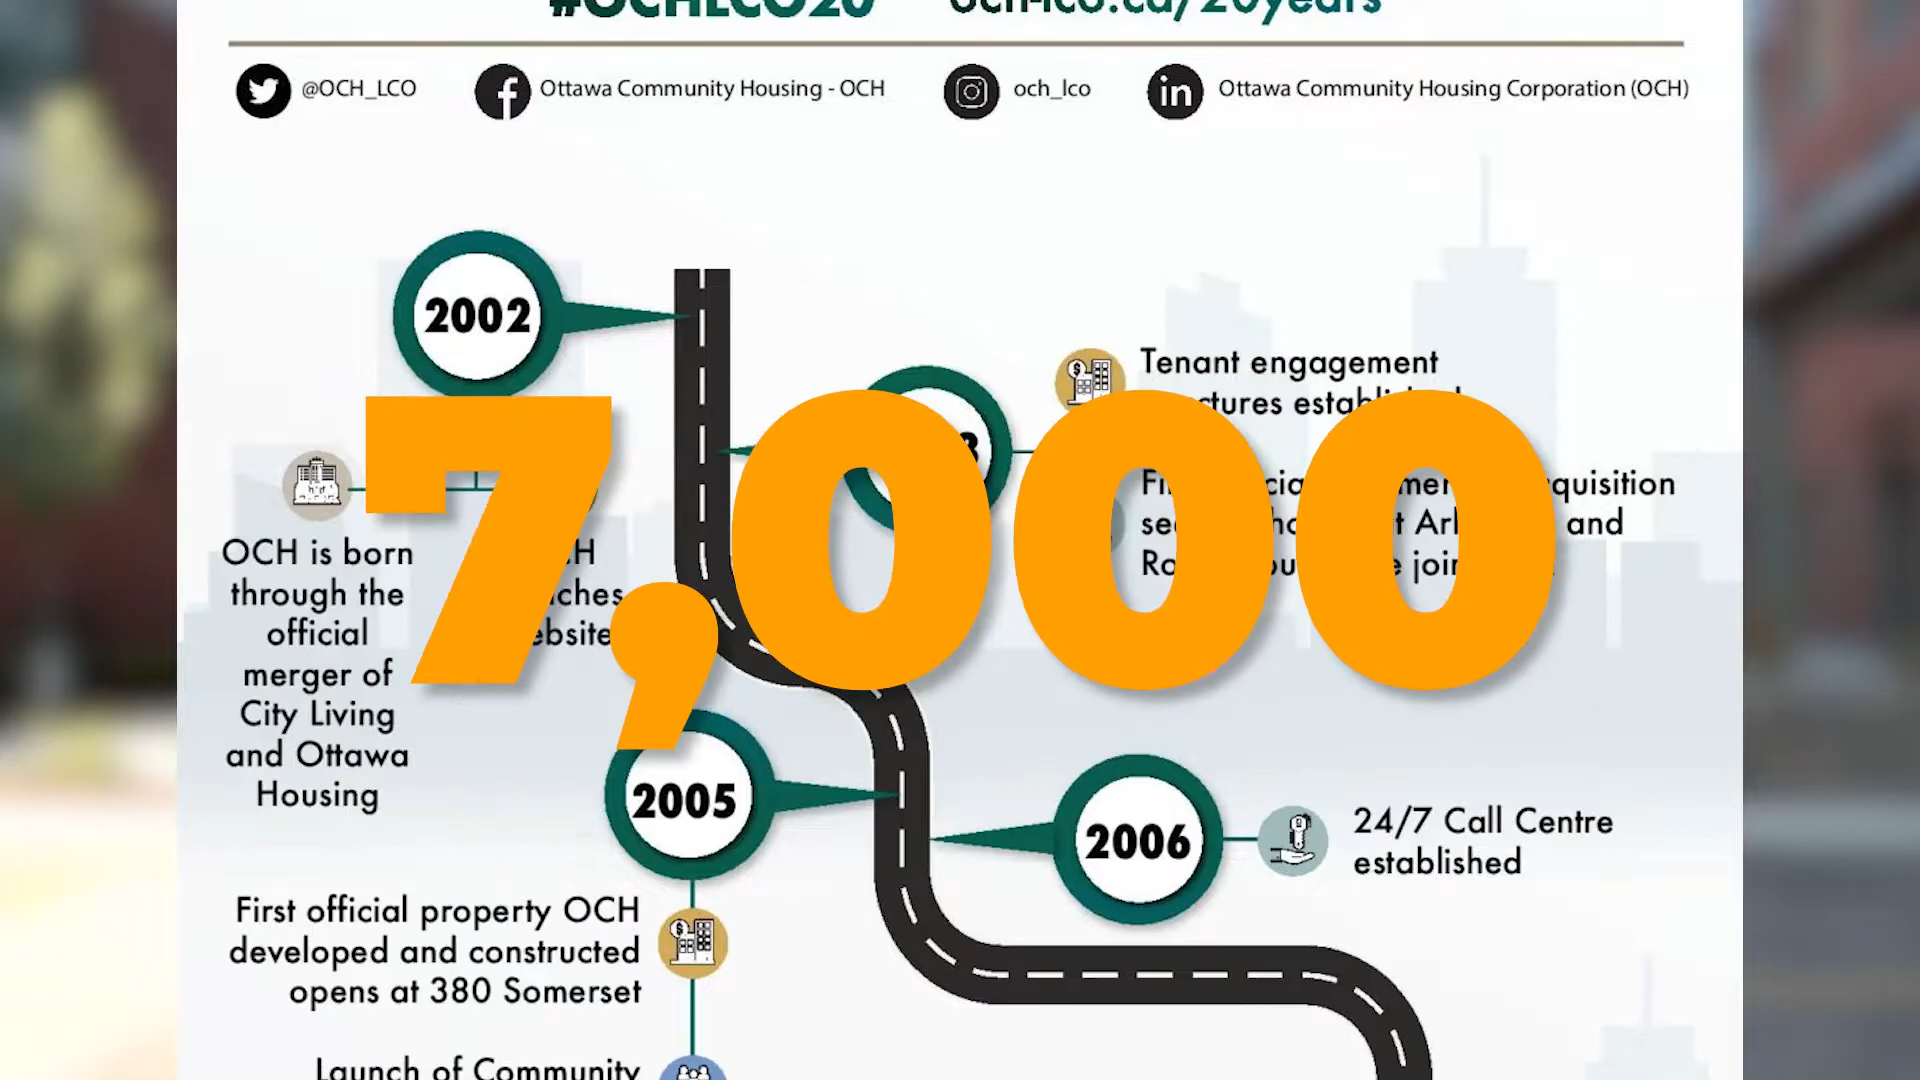 #OCHLCO20 och-lco.ca/20years
@OCH_LCO
Ottawa Community Housing - OCH
och_lco
Ottawa Community Housing Corporation (OCH)
2002
Tenant engagement
7,000
OCH is born
through the
official
merger of
City Living
and Ottawa
Housing
and
2005
2006
24/7 Call Centre
established
First official property OCH
developed and constructed
opens at 380 Somerset
Launch of Community